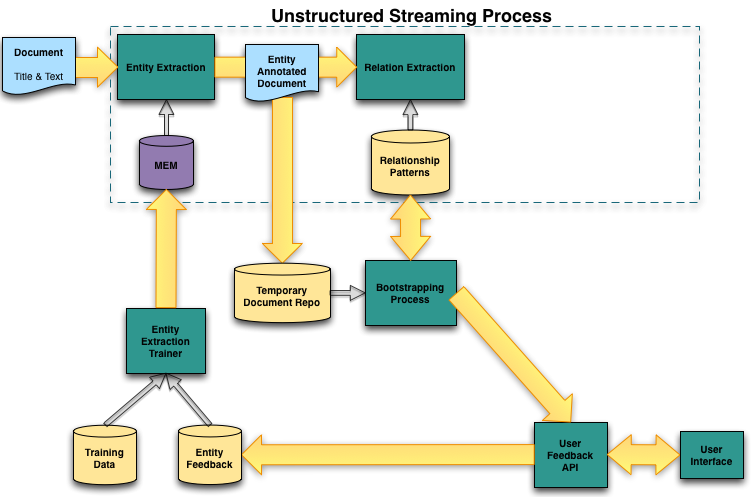 Unstructured Streaming Process
Document
Title & Text
Entity Extraction
Entity
Annotated
Document
Relation Extraction
MEM
Relationship
Patterns
Temporary
Document Repo
Bootstrapping
Process
Entity
Extraction
Trainer
Training
Data
Entity
Feedback
User
Feedback
API
User
Interface